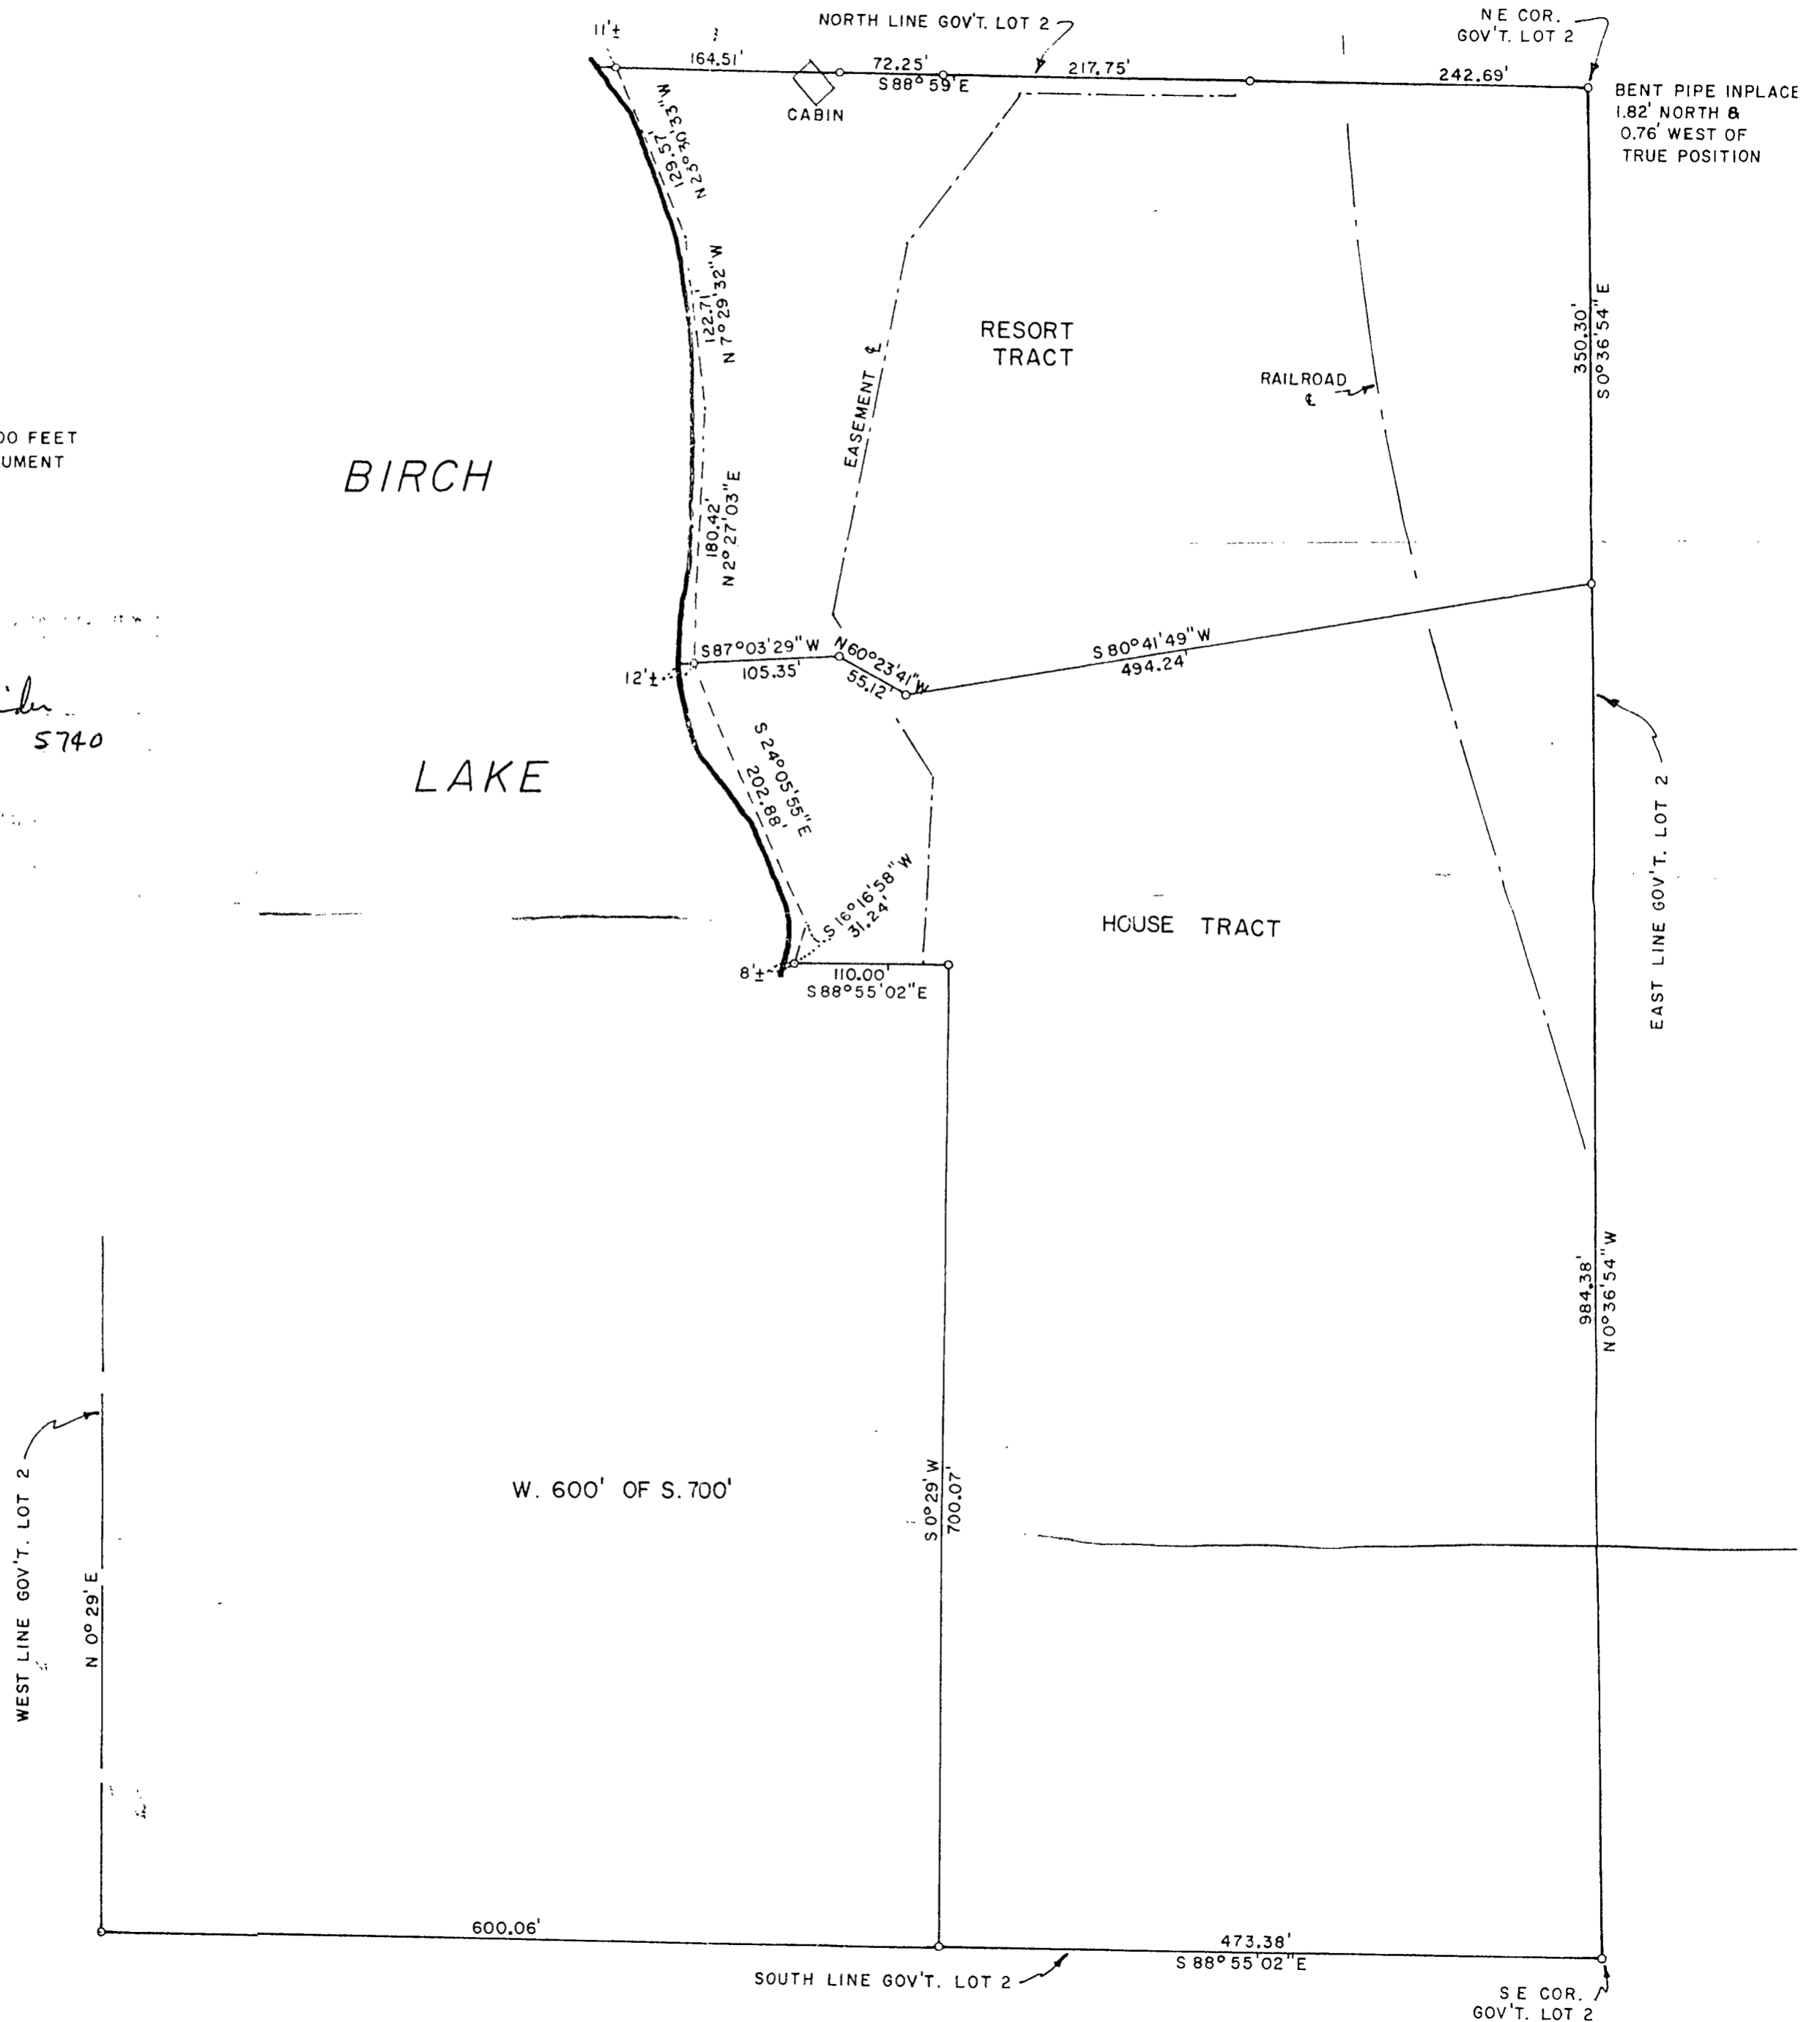 NORTH LINE GOV'T. LOT 2
N E COR.
GOV'T. LOT 2
11'±
164.51'
72.25'
S 88° 59' E
217.75'
242.69'
CABIN
BENT PIPE INPLACE
1.82' NORTH &
0.76' WEST OF
TRUE POSITION
129.57'
N 23° 30' 33" W
122.71'
N 7° 29' 32" W
RESORT
TRACT
350.30'
S 0° 36' 54" E
EASEMENT ℄
RAILROAD
℄
00 FEET
UMENT
BIRCH
180.42'
N 2° 27' 03" E
S 87° 03' 29" W
105.35'
N 60° 23' 41" W
55.12'
S 80° 41' 49" W
494.24'
12'±
5740
LAKE
S 24° 05' 55" E
202.88'
EAST LINE GOV'T. LOT 2
S 16° 16' 58" W
31.24'
HOUSE TRACT
8'±
110.00'
S 88° 55' 02" E
984.38'
N 0° 36' 54" W
WEST LINE GOV'T. LOT 2
N 0° 29' E
W. 600' OF S. 700'
S 0° 29' W
700.07'
600.06'
473.38'
S 88° 55' 02" E
SOUTH LINE GOV'T. LOT 2
S E COR.
GOV'T. LOT 2